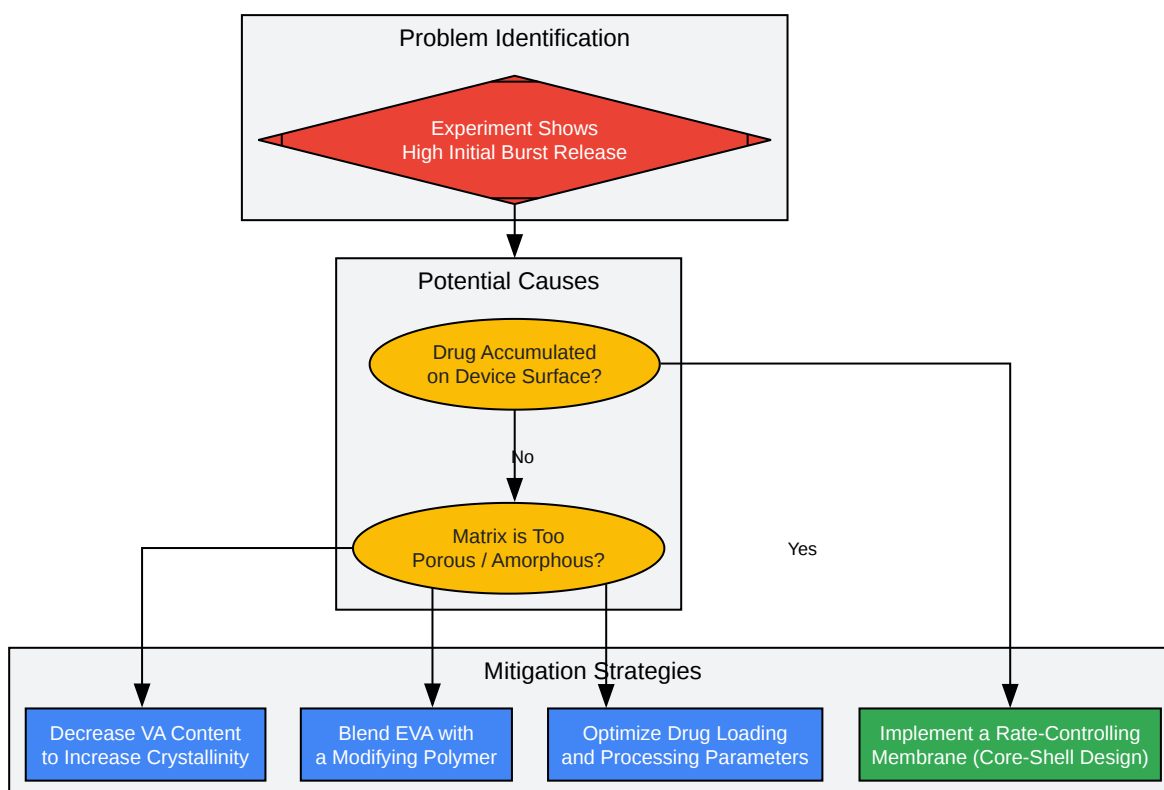 Problem Identification
Experiment Shows
High Initial Burst Release
Potential Causes
Drug Accumulated
on Device Surface?
No
Matrix is Too
Porous / Amorphous?
Yes
Mitigation Strategies
Decrease VA Content
to Increase Crystallinity
Blend EVA with
a Modifying Polymer
Optimize Drug Loading
and Processing Parameters
Implement a Rate-Controlling
Membrane (Core-Shell Design)